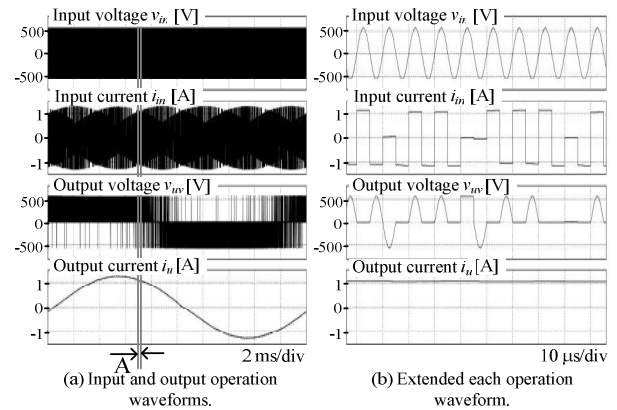 Input voltage vin [V]
500
0
-500
Input current iin [A]
1
0
-1
Output voltage vuv [V]
500
0
-500
Output current iu [A]
1
0
-1
A
2 ms/div
(a) Input and output operation
waveforms.
Input voltage vin [V]
500
0
-500
Input current iin [A]
1
0
-1
Output voltage vuv [V]
500
0
-500
Output current iu [A]
1
0
-1
10 μs/div
(b) Extended each operation
waveform.